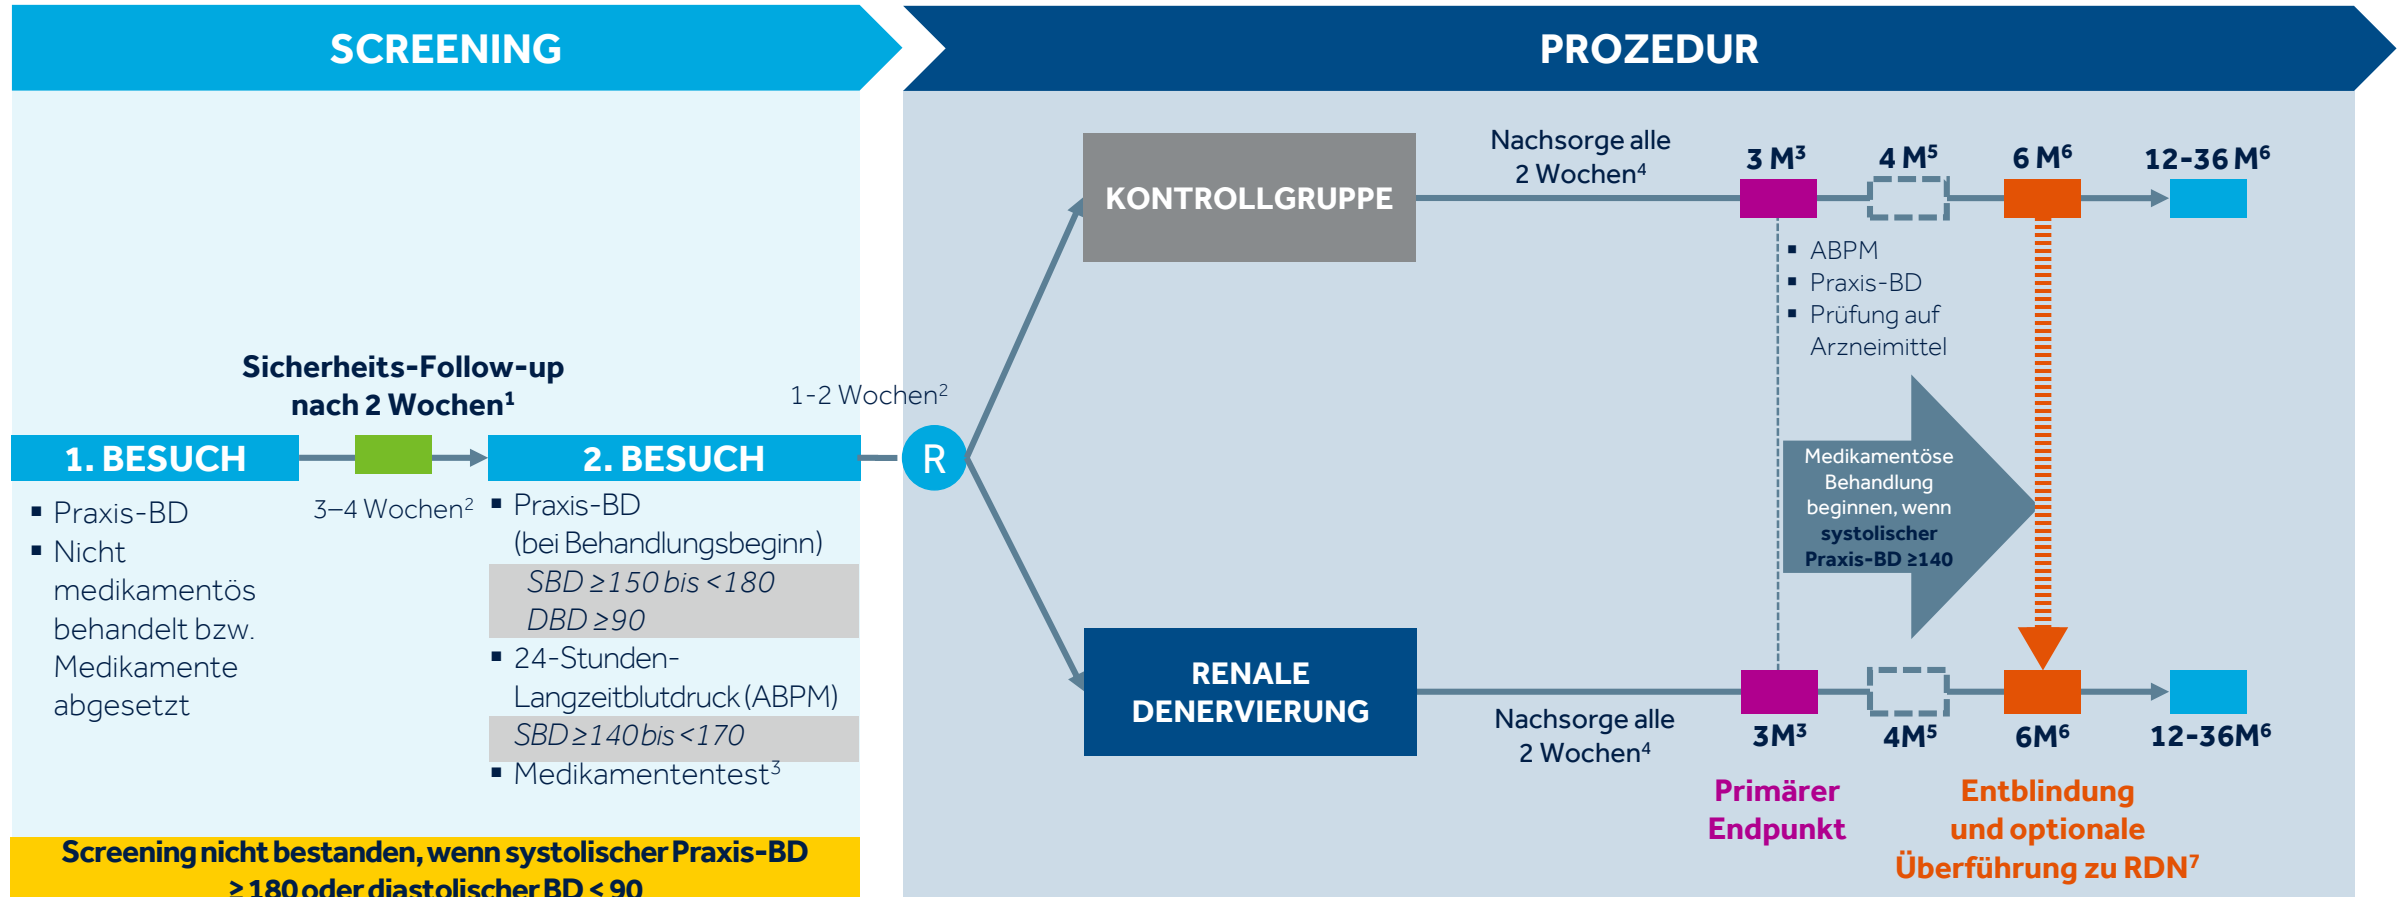 SCREENING
PROZEDUR
Sicherheits-Follow-up
nach 2 Wochen¹
1. BESUCH
3–4 Wochen²
▪ Praxis-BD
▪ Nicht
medikamentös
behandelt bzw.
Medikamente
abgesetzt
2. BESUCH
▪ Praxis-BD
(bei Behandlungsbeginn)
SBD ≥150 bis <180
DBD ≥90
▪ 24-Stunden-
Langzeitblutdruck (ABPM)
SBD ≥140 bis <170
▪ Medikamententest³
Screening nicht bestanden, wenn systolischer Praxis-BD
≥ 180 oder diastolischer BD < 90
1-2 Wochen²
R
KONTROLLGRUPPE
Nachsorge alle
2 Wochen⁴
3 M³
4 M⁵
6 M⁶
12-36 M⁶
▪ ABPM
▪ Praxis-BD
▪ Prüfung auf
Arzneimittel
Medikamentöse
Behandlung
beginnen, wenn
systolischer
Praxis-BD ≥140
RENALE
DENERVIERUNG
Nachsorge alle
2 Wochen⁴
3M³
4M⁵
6M⁶
12-36M⁶
Primärer
Endpunkt
Entblindung
und optionale
Überführung zu RDN⁷